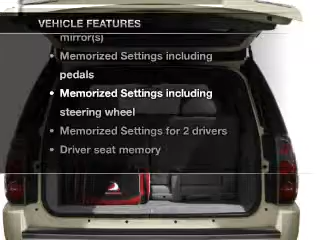 VEHICLE FEATURES
mirror(s)
• Memorized Settings including
pedals
• Memorized Settings including
steering wheel
• Memorized Settings for 2 drivers
• Driver seat memory